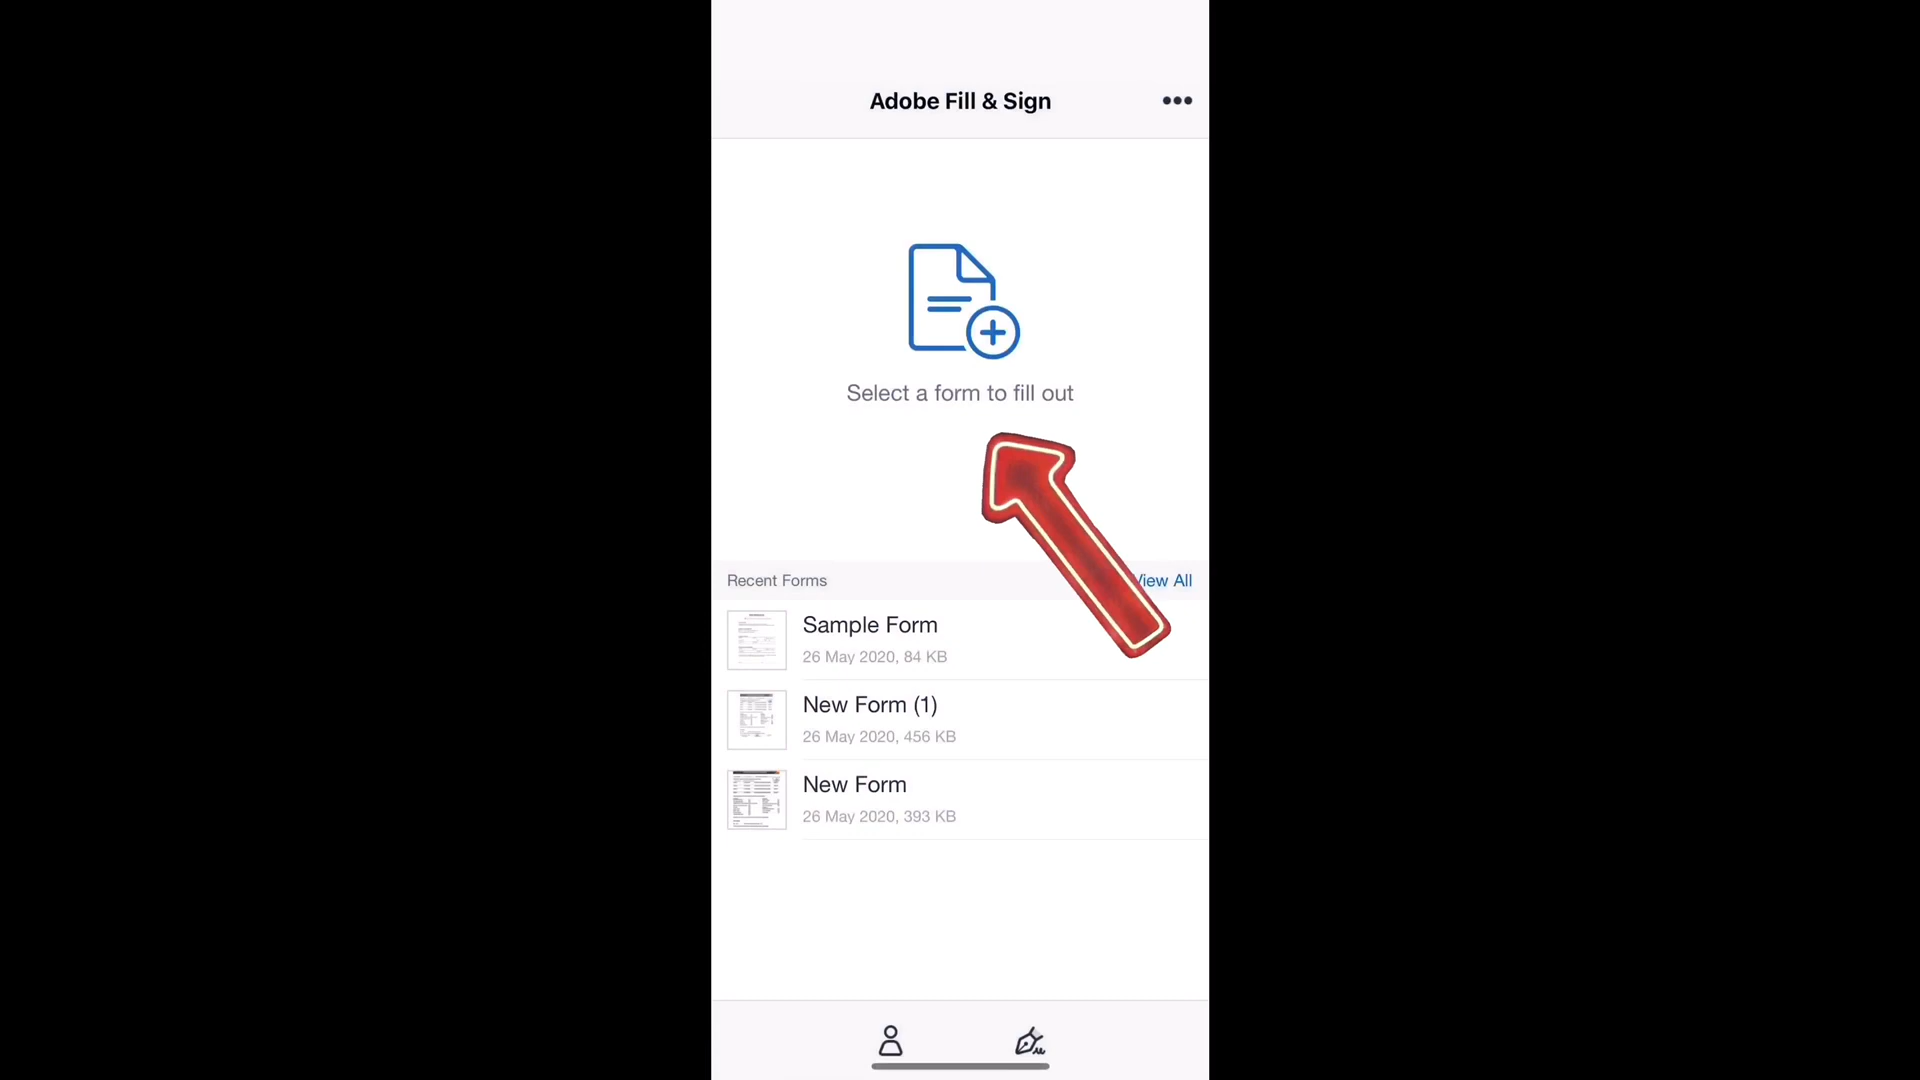 Adobe Fill & Sign
Select a form to fill out
Recent Forms
View All
Sample Form
26 May 2020, 84 KB
New Form (1)
26 May 2020, 456 KB
New Form
26 May 2020, 393 KB